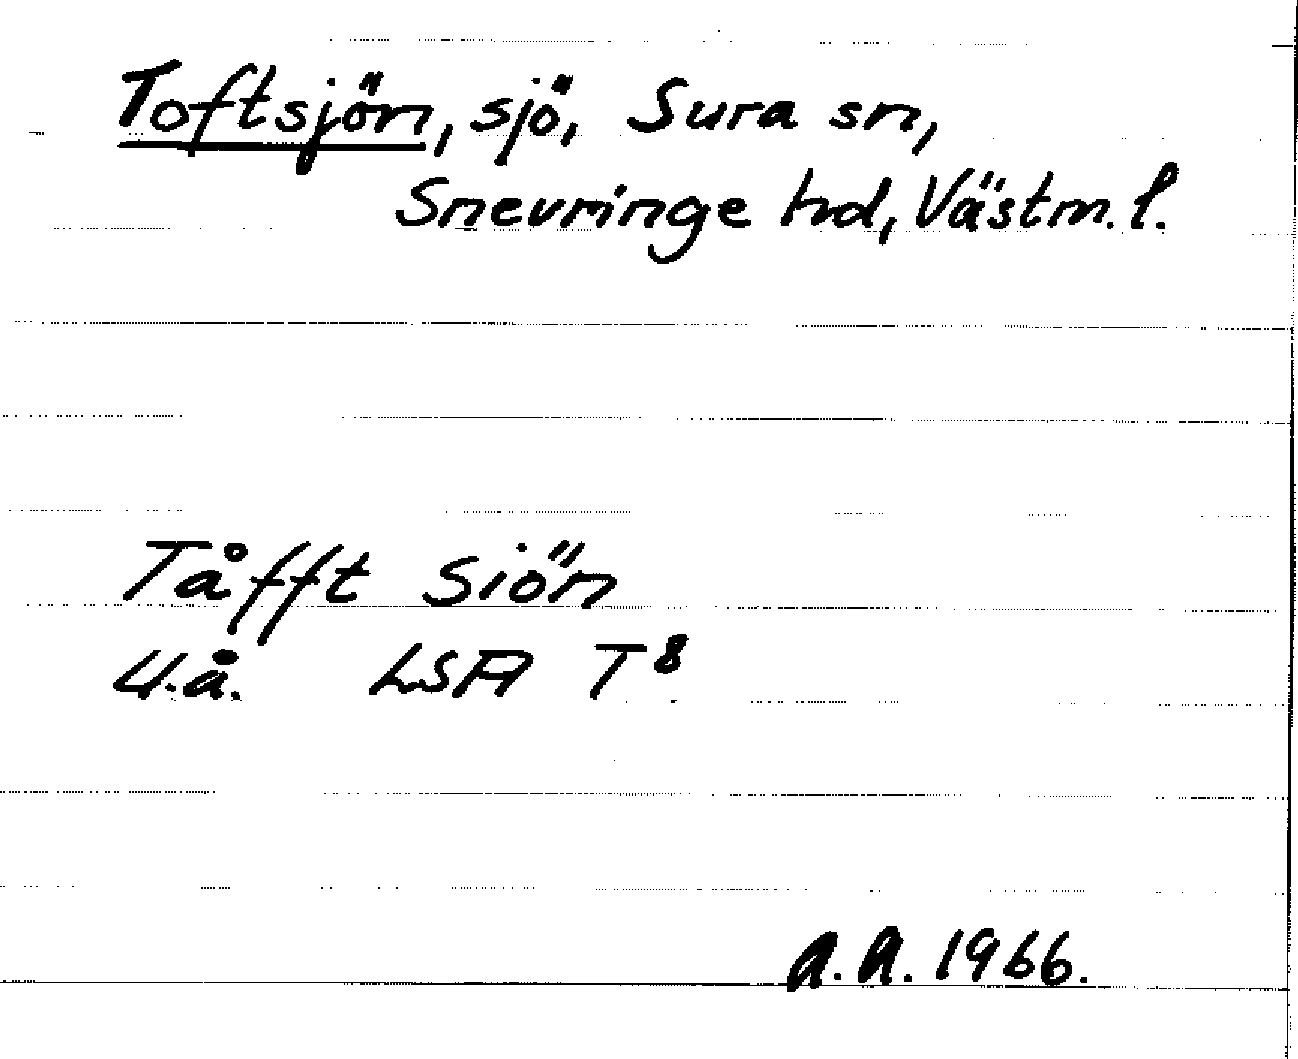 Toftsjön, sjö, Sura sn,
Snevringe hd, Västm. l.
Tåfft Siön
U.å. LSA T⁸
A.A. 1966.